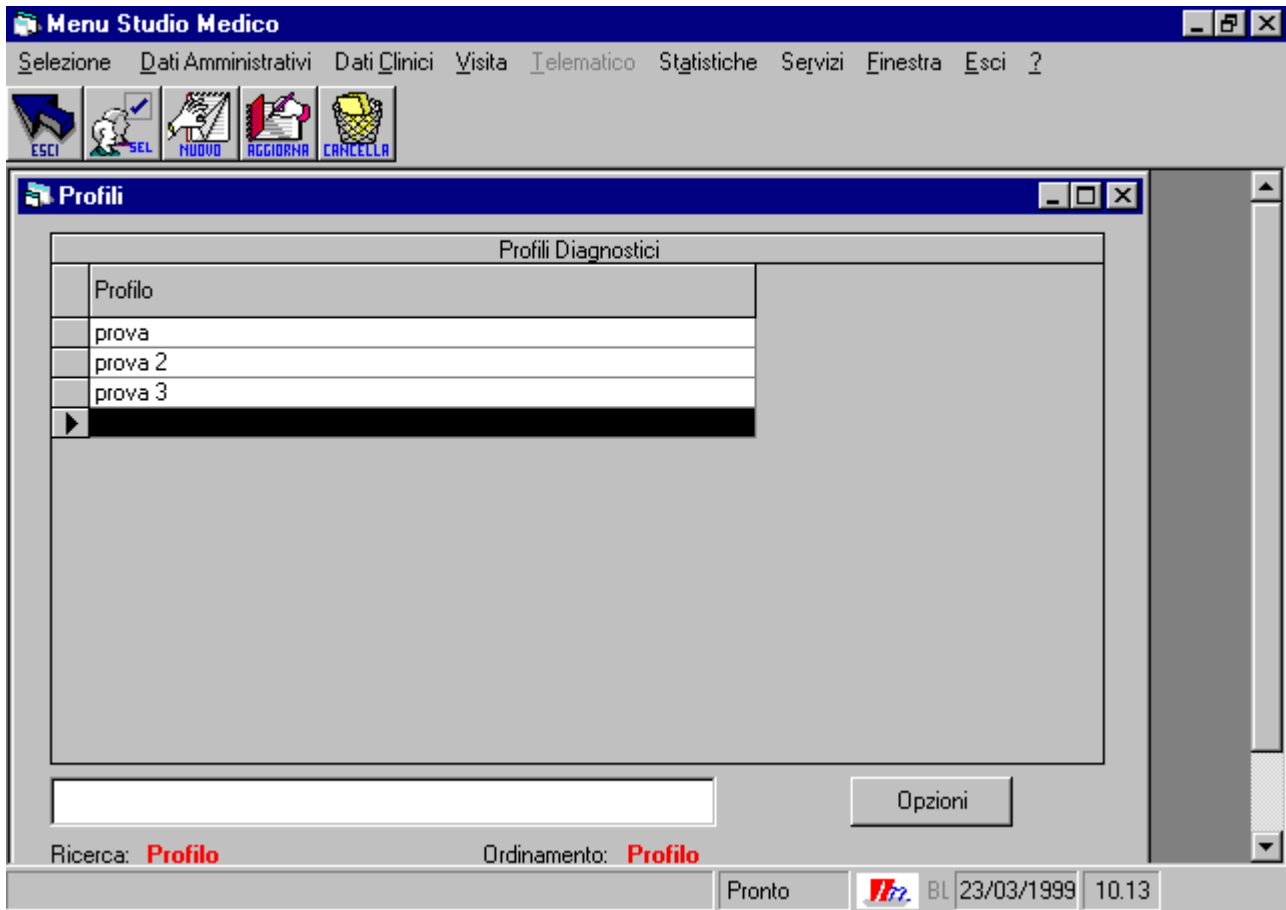 Menu Studio Medico
Selezione Dati Amministrativi Dati Clinici Visita Telematico Statistiche Servizi Finestra Esci ?
ESCI SEL NUOVO AGGIORNA CANCELLA
Profili
Profili Diagnostici
Profilo
prova
prova 2
prova 3
Opzioni
Ricerca: Profilo Ordinamento: Profilo
Pronto BL 23/03/1999 10.13